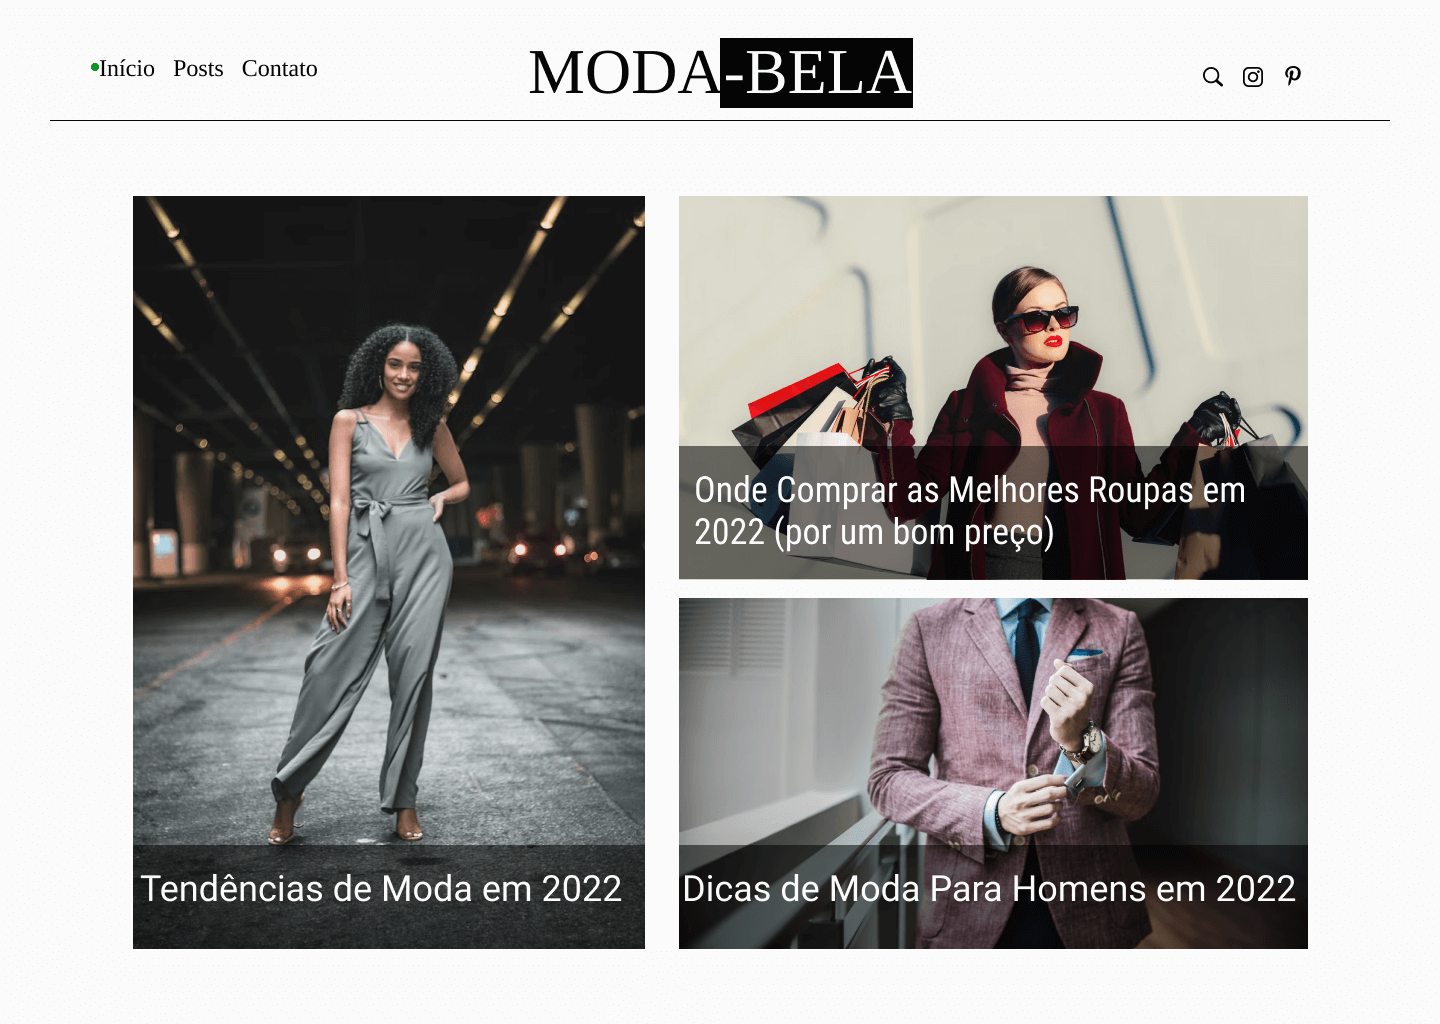 Início Posts Contato
MODA-BELA
Onde Comprar as Melhores Roupas em
2022 (por um bom preço)
Tendências de Moda em 2022
Dicas de Moda Para Homens em 2022